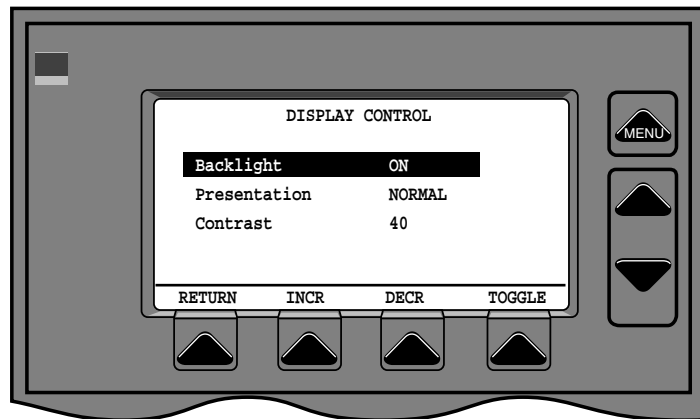 DISPLAY CONTROL
MENU
Backlight ON
Presentation NORMAL
Contrast 40
RETURN INCR DECR TOGGLE